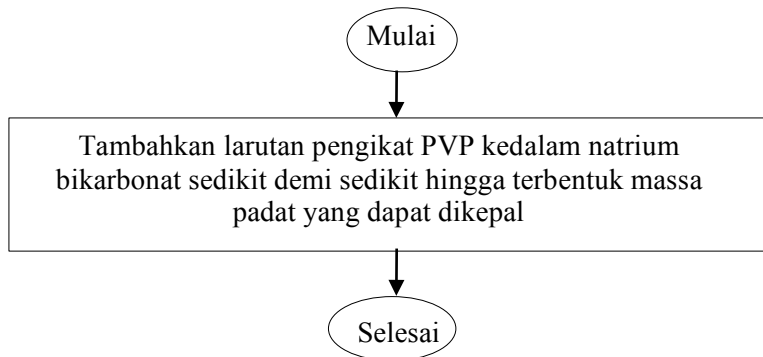 Mulai
Tambahkan larutan pengikat PVP kedalam natrium
bikarbonat sedikit demi sedikit hingga terbentuk massa
padat yang dapat dikepal
Selesai